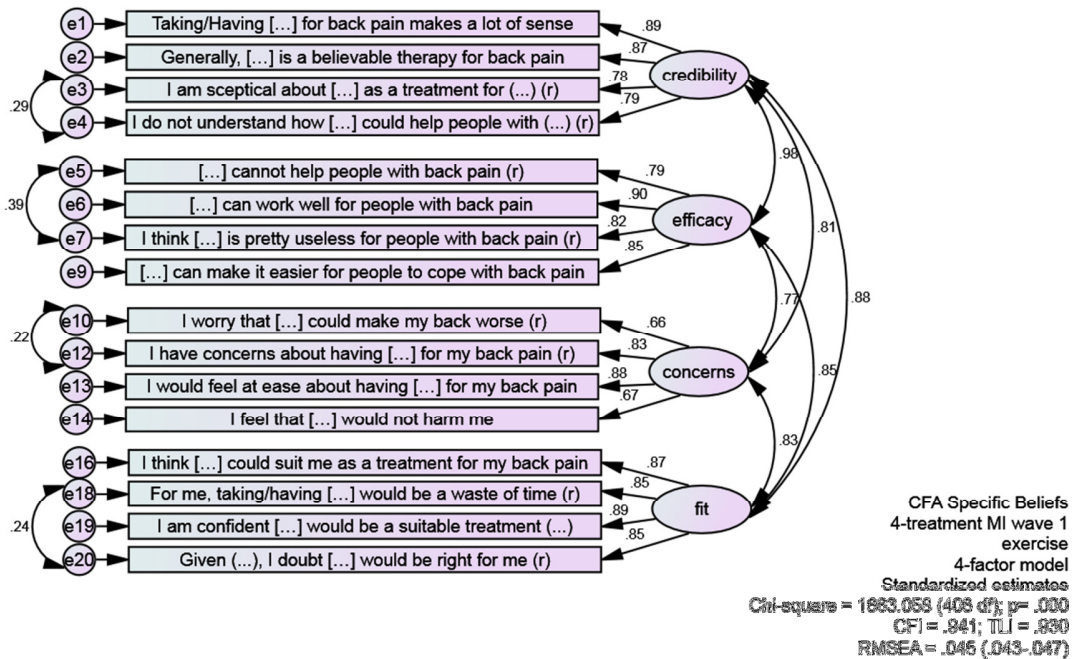 e1 Taking/Having [...] for back pain makes a lot of sense .89
e2 Generally, [...] is a believable therapy for back pain .87
e3 I am sceptical about [...] as a treatment for (...) (r) .78
e4 I do not understand how [...] could help people with (...) (r) .79
.29
credibility
e5 [...] cannot help people with back pain (r) .79
e6 [...] can work well for people with back pain .90
e7 I think [...] is pretty useless for people with back pain (r) .82
e9 [...] can make it easier for people to cope with back pain .85
.39
efficacy
e10 I worry that [...] could make my back worse (r) .66
e12 I have concerns about having [...] for my back pain (r) .83
e13 I would feel at ease about having [...] for my back pain .88
e14 I feel that [...] would not harm me .67
.22
concerns
e16 I think [...] could suit me as a treatment for my back pain .87
e18 For me, taking/having [...] would be a waste of time (r) .85
e19 I am confident [...] would be a suitable treatment (...) .89
e20 Given (...), I doubt [...] would be right for me (r) .85
.24
fit
.98
.81
.88
.77
.85
.83
CFA Specific Beliefs
4-treatment MI wave 1
exercise
4-factor model
Standardized estimates
Chi-square = (406 df); p= .000
CFI = .941; TLI = .930
RMSEA = (.043-.047)